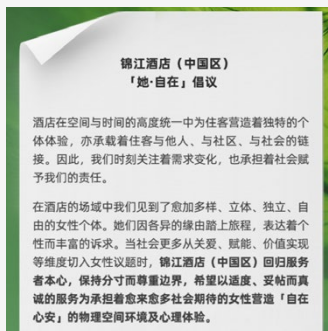 锦江酒店（中国区）
「她·自在」倡议
酒店在空间与时间的高度统一中为住客营造着独特的个
体体验，亦承载着住客与他人、与社区、与社会的链
接。因此，我们时刻关注着需求变化，也承担着社会赋
予我们的责任。
在酒店的场域中我们见到了愈加多样、立体、独立、自
由的女性个体。她们因各异的缘由踏上旅程，表达着个
性而丰富的诉求。当社会更多从关爱、赋能、价值实现
等维度切入女性议题时，锦江酒店（中国区）回归服务
者本心，保持分寸而尊重边界，希望以适度、妥帖而真
诚的服务为承担着愈来愈多社会期待的女性营造「自在
心安」的物理空间环境及心理体验。